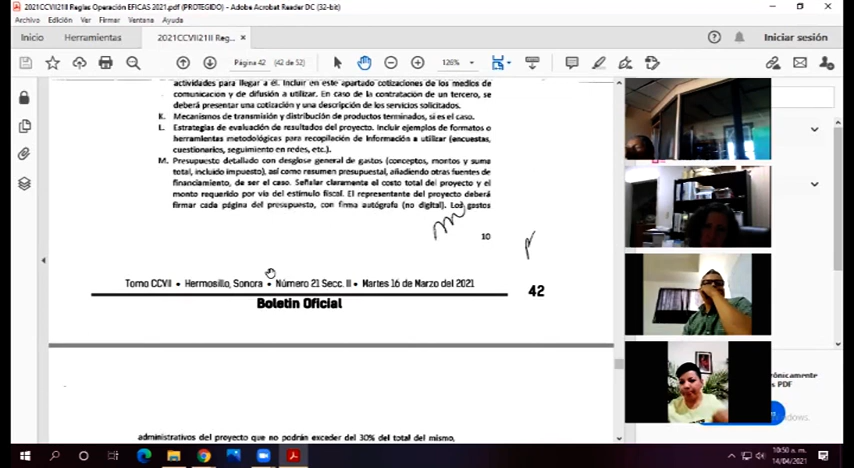 2021CCVII21II Reglas Operación EFICAS 2021.pdf (PROTEGIDO) - Adobe Acrobat Reader DC (32-bit)
Archivo Edición Ver Firmar Ventana Ayuda
Inicio Herramientas 2021CCVII21II Reg... × Iniciar sesión
Página 42 (42 de 52) 126%
actividades para llegar a él. Incluir en este apartado cotizaciones de los medios de
comunicación y de difusión a utilizar. En caso de la contratación de un tercero, se
deberá presentar una cotización y una descripción de los servicios solicitados.
K. Mecanismos de transmisión y distribución de productos terminados, si es el caso.
L. Estrategias de evaluación de resultados del proyecto. Incluir ejemplos de formatos o
herramientas metodológicas para recopilación de información a utilizar (encuestas,
cuestionarios, seguimiento en redes, etc.).
M. Presupuesto detallado con desglose general de gastos (conceptos, montos y suma
total, incluido impuesto), así como resumen presupuestal, añadiendo otras fuentes de
financiamiento, de ser el caso. Señalar claramente el costo total del proyecto y el
monto requerido por vía del estímulo fiscal. El representante del proyecto deberá
firmar cada página del presupuesto, con firma autógrafa (no digital). Los gastos
10
Tomo CCVII • Hermosillo, Sonora • Número 21 Secc. II • Martes 16 de Marzo del 2021
42
Boletín Oficial
administrativos del proyecto que no podrán exceder del 30% del total del mismo,
PDF
10:50 a. m.
14/04/2021